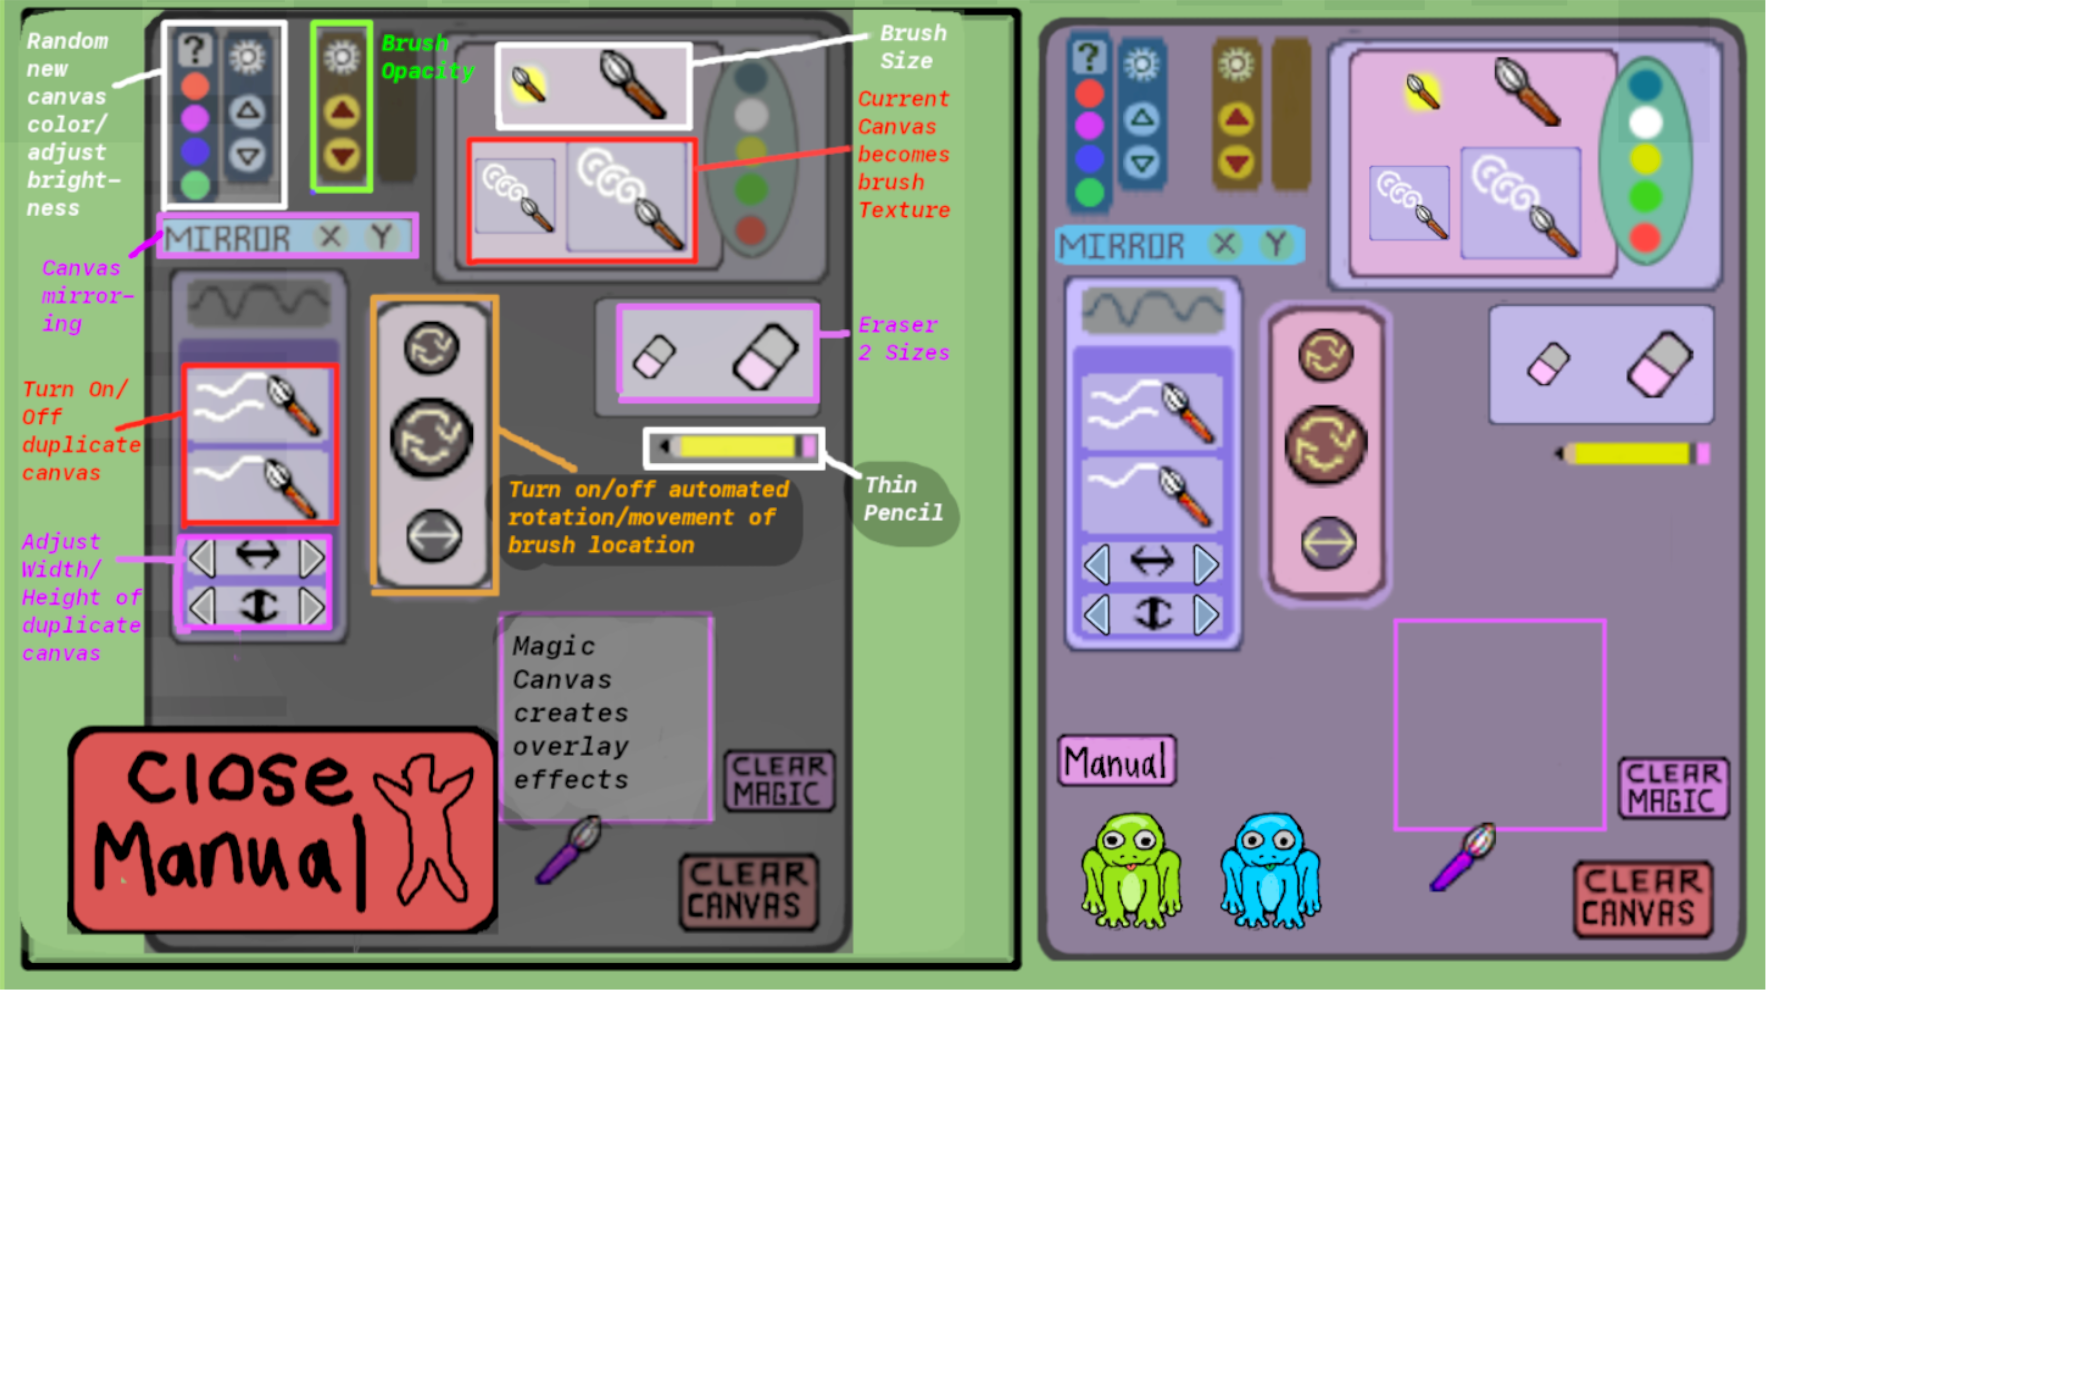 Random
new
canvas
color/
adjust
bright-
ness
?
Brush
Opacity
Brush
Size
Current
Canvas
becomes
brush
Texture
MIRROR X Y
Canvas
mirror-
ing
Eraser
2 Sizes
Turn On/
Off
duplicate
canvas
Thin
Pencil
Turn on/off automated
rotation/movement of
brush location
Adjust
Width/
Height of
duplicate
canvas
Magic
Canvas
creates
overlay
effects
Close
Manual
CLEAR
MAGIC
CLEAR
CANVAS
?
MIRROR X Y
Manual
CLEAR
MAGIC
CLEAR
CANVAS